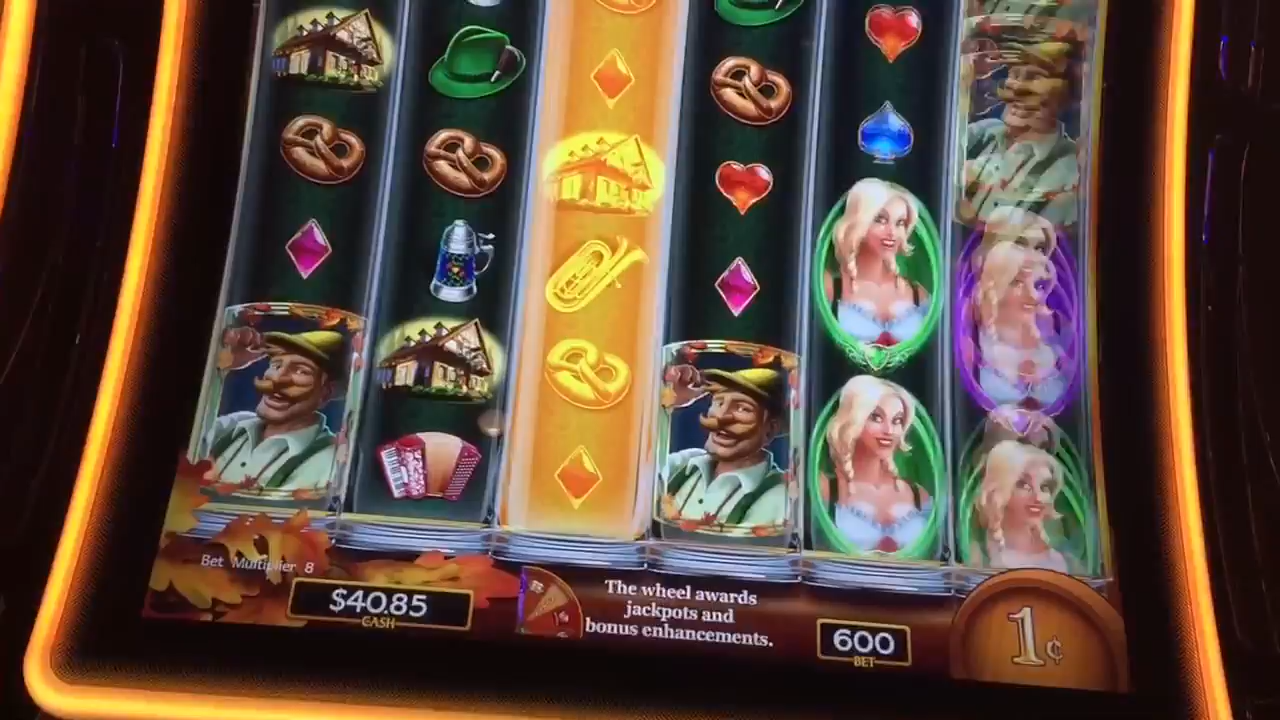 Bet Multiplier 8
$40.85
CASH
The wheel awards
jackpots and
bonus enhancements.
600
BET
1¢